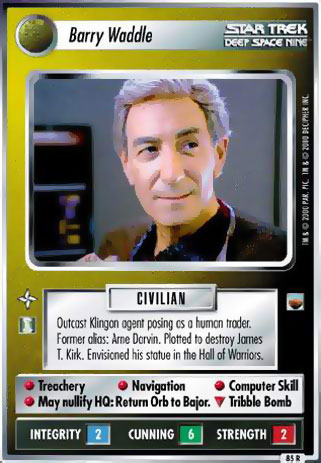 Barry Waddle
STAR TREK
DEEP SPACE NINE
TM & © 2000 PAR. PIC. TM & © 2000 DECIPHER INC.
CIVILIAN
Outcast Klingon agent posing as a human trader.
Former alias: Arne Darvin. Plotted to destroy James
T. Kirk. Envisioned his statue in the Hall of Warriors.
Treachery Navigation Computer Skill
May nullify HQ: Return Orb to Bajor. Tribble Bomb
INTEGRITY 2 CUNNING 6 STRENGTH 2
85 R